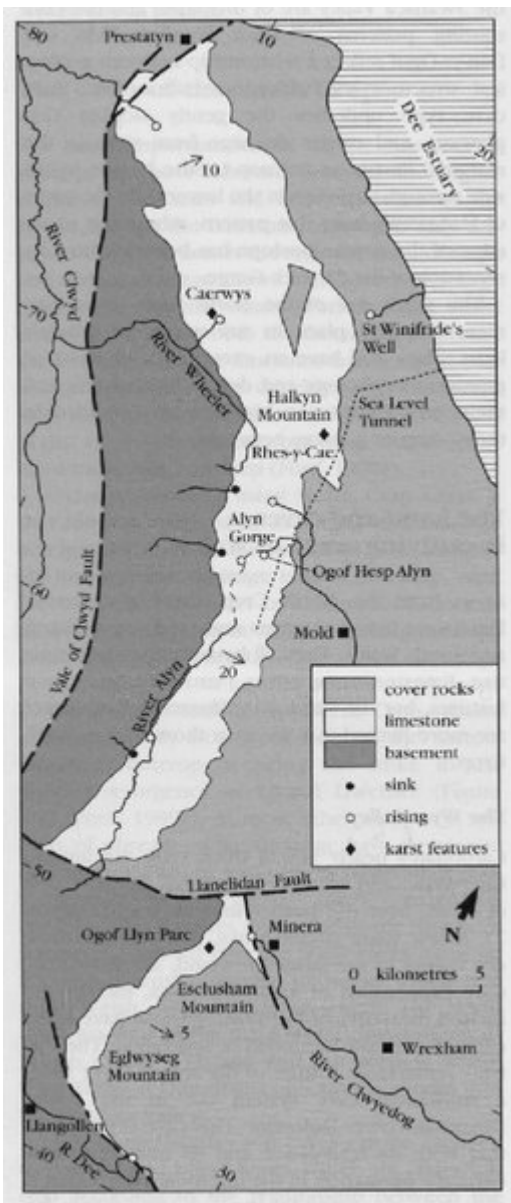 80
Prestatyn
10
Dee Estuary
20
10
River Clwyd
70
Caerwys
River Wheeler
St Winifride's
Well
Halkyn
Mountain
Sea Level
Tunnel
Rhes-y-Cae
Alyn
Gorge
60
Ogof Hesp Alyn
Vale of Clwyd Fault
Mold
20
River Alyn
cover rocks
limestone
basement
sink
rising
karst features
50
Llanelidan Fault
N
Ogof Llyn Parc
Minera
0 kilometres 5
Esclusham
Mountain
5
Eglwyseg
Mountain
Wrexham
River Clwyedog
Llangollen
R. Dee
40
30